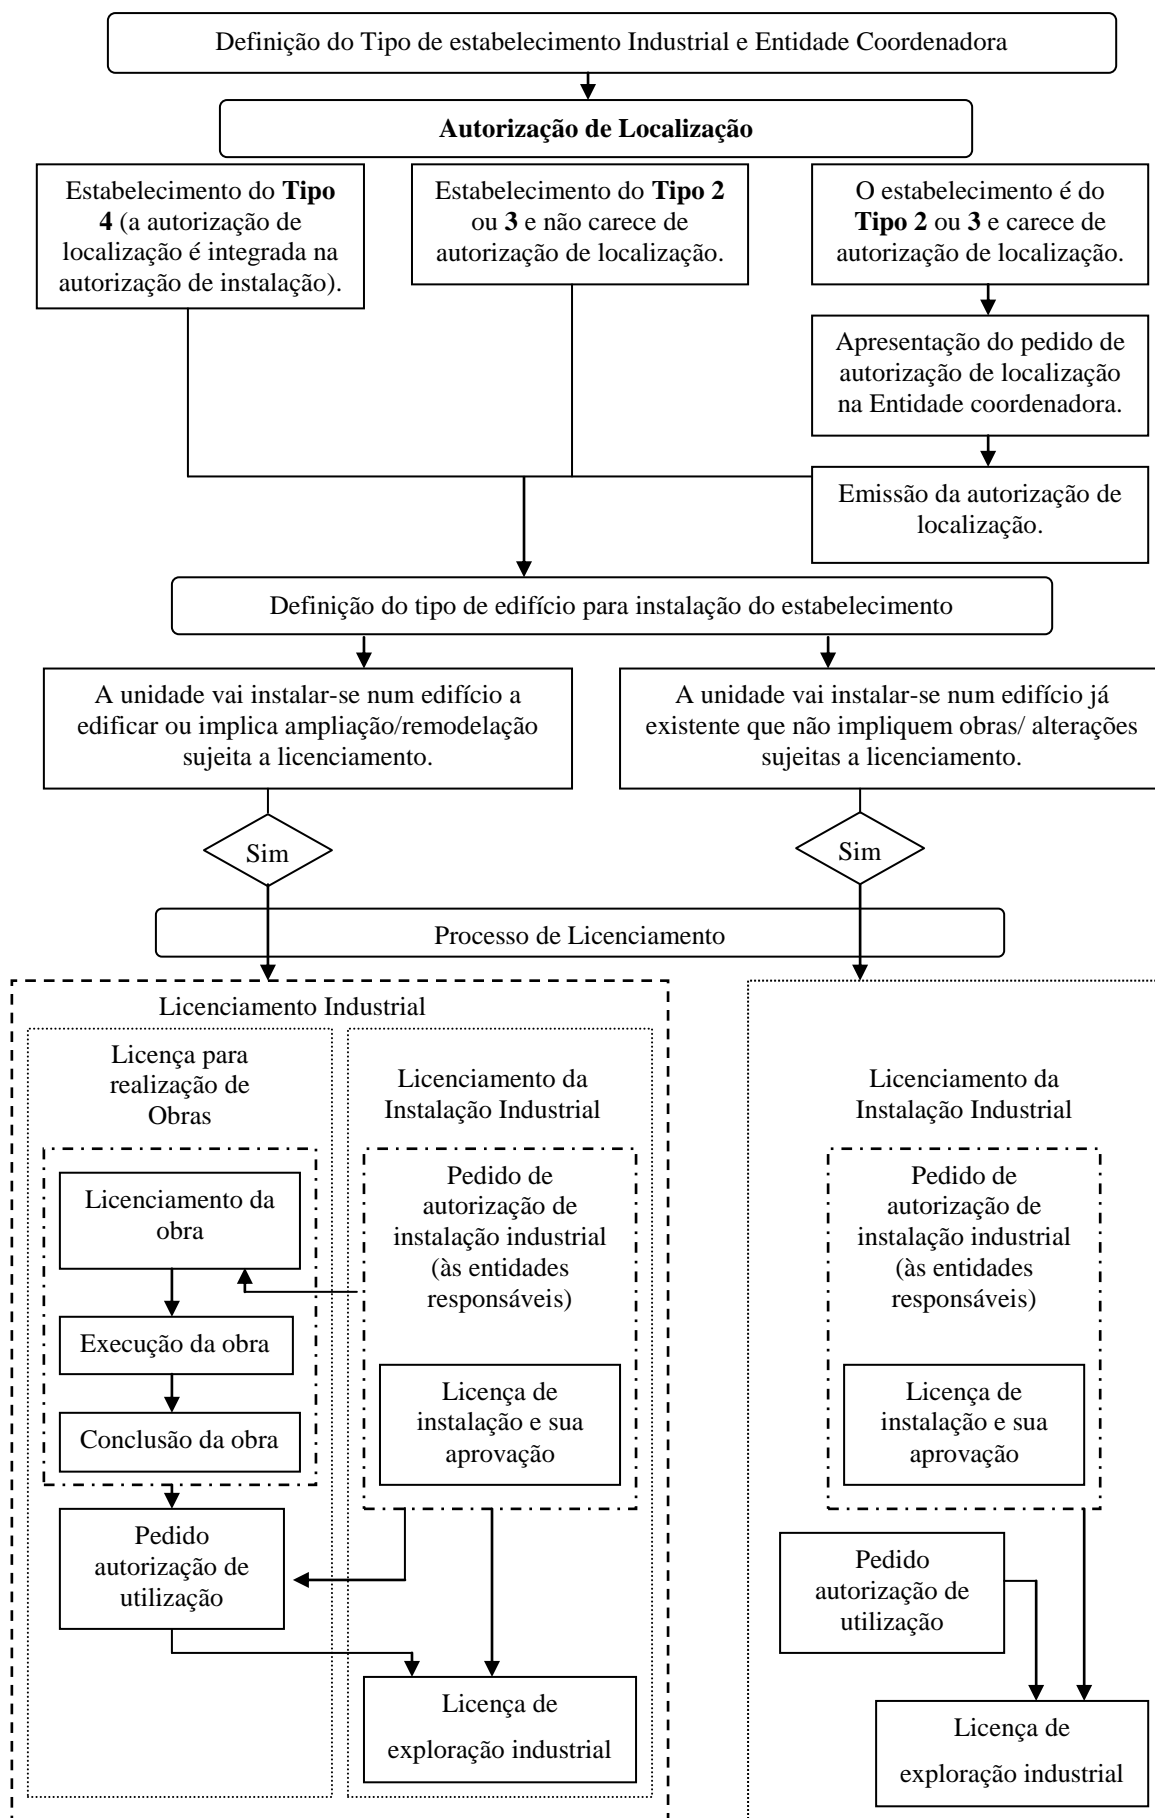 Definição do Tipo de estabelecimento Industrial e Entidade Coordenadora
Autorização de Localização
Estabelecimento do Tipo
4 (a autorização de
localização é integrada na
autorização de instalação).
Estabelecimento do Tipo 2
ou 3 e não carece de
autorização de localização.
O estabelecimento é do
Tipo 2 ou 3 e carece de
autorização de localização.
Apresentação do pedido de
autorização de localização
na Entidade coordenadora.
Emissão da autorização de
localização.
Definição do tipo de edifício para instalação do estabelecimento
A unidade vai instalar-se num edifício a
edificar ou implica ampliação/remodelação
sujeita a licenciamento.
A unidade vai instalar-se num edifício já
existente que não impliquem obras/ alterações
sujeitas a licenciamento.
Sim
Sim
Processo de Licenciamento
Licenciamento Industrial
Licença para
realização de
Obras
Licenciamento da
obra
Execução da obra
Conclusão da obra
Pedido
autorização de
utilização
Licenciamento da
Instalação Industrial
Pedido de
autorização de
instalação industrial
(às entidades
responsáveis)
Licença de
instalação e sua
aprovação
Licença de
exploração industrial
Licenciamento da
Instalação Industrial
Pedido de
autorização de
instalação industrial
(às entidades
responsáveis)
Licença de
instalação e sua
aprovação
Pedido
autorização de
utilização
Licença de
exploração industrial